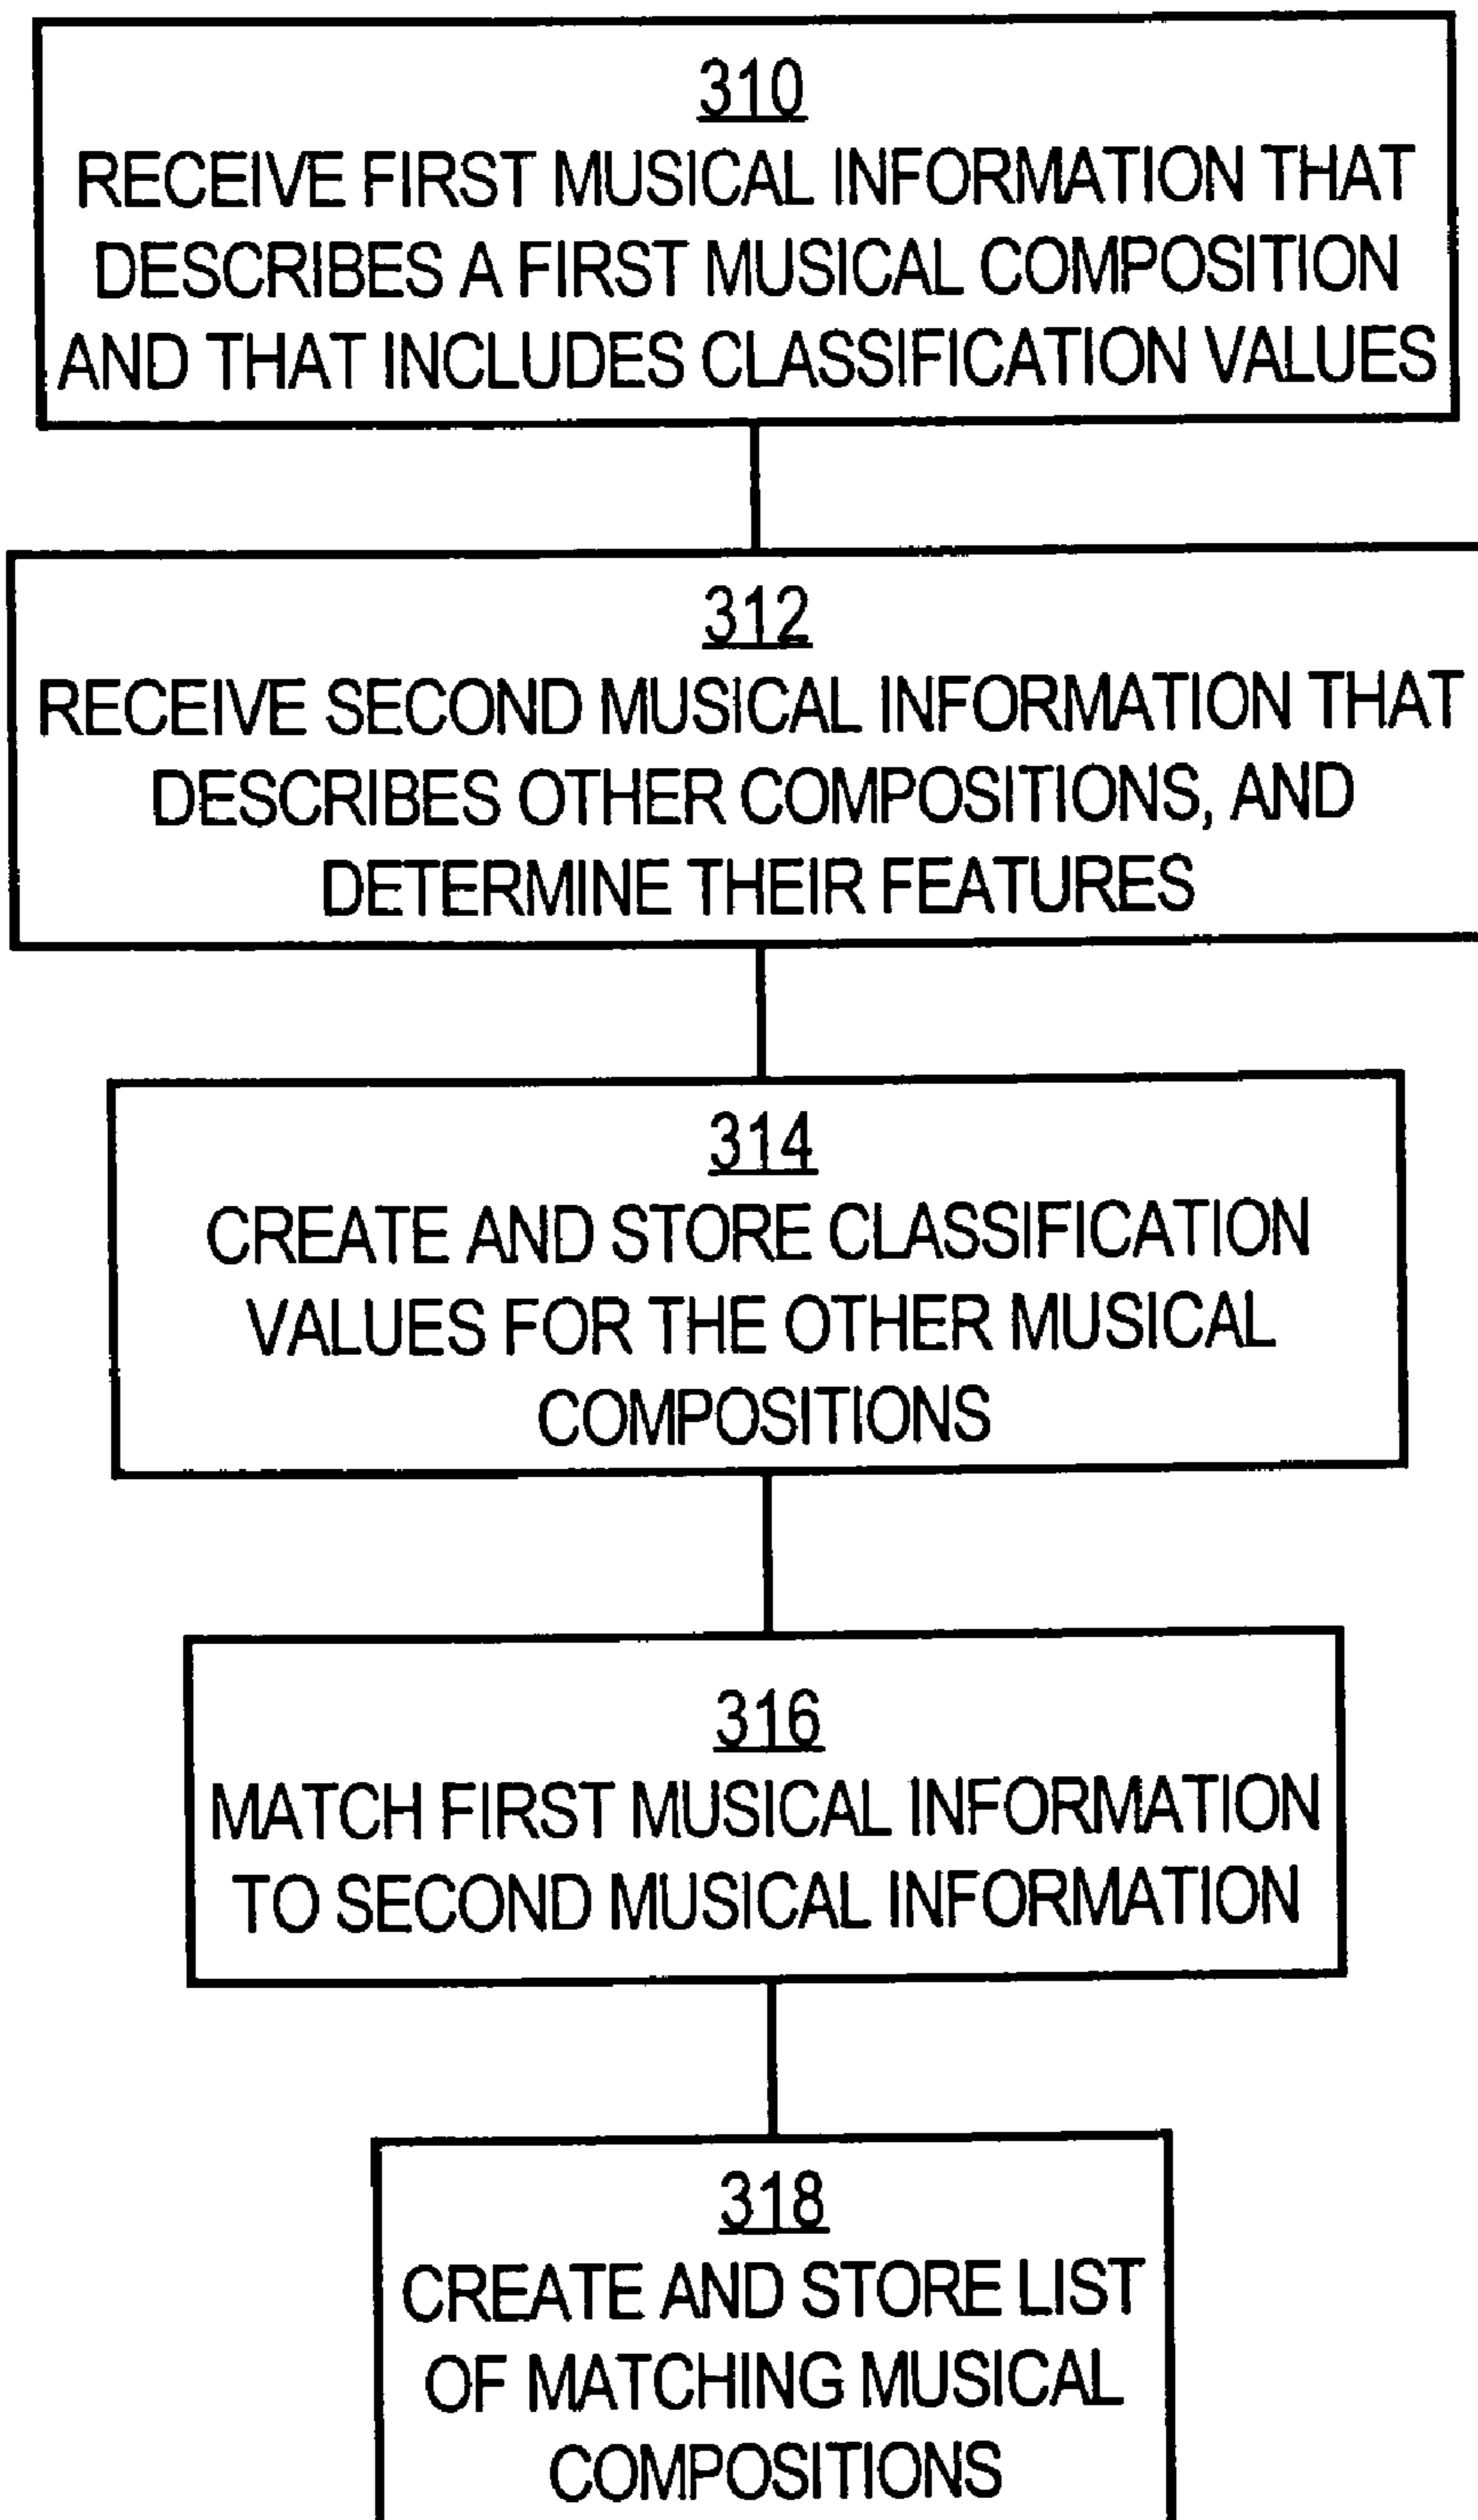 310
RECEIVE FIRST MUSICAL INFORMATION THAT
DESCRIBES A FIRST MUSICAL COMPOSITION
AND THAT INCLUDES CLASSIFICATION VALUES
312
RECEIVE SECOND MUSICAL INFORMATION THAT
DESCRIBES OTHER COMPOSITIONS, AND
DETERMINE THEIR FEATURES
314
CREATE AND STORE CLASSIFICATION
VALUES FOR THE OTHER MUSICAL
COMPOSITIONS
316
MATCH FIRST MUSICAL INFORMATION
TO SECOND MUSICAL INFORMATION
318
CREATE AND STORE LIST
OF MATCHING MUSICAL
COMPOSITIONS